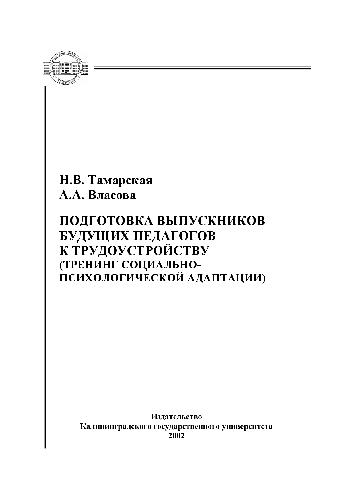 Н.В. Тамарская
А.А. Власова
ПОДГОТОВКА ВЫПУСКНИКОВ
БУДУЩИХ ПЕДАГОГОВ
К ТРУДОУСТРОЙСТВУ
(ТРЕНИНГ СОЦИАЛЬНО-
ПСИХОЛОГИЧЕСКОЙ АДАПТАЦИИ)
Издательство
Калининградского государственного университета
2002